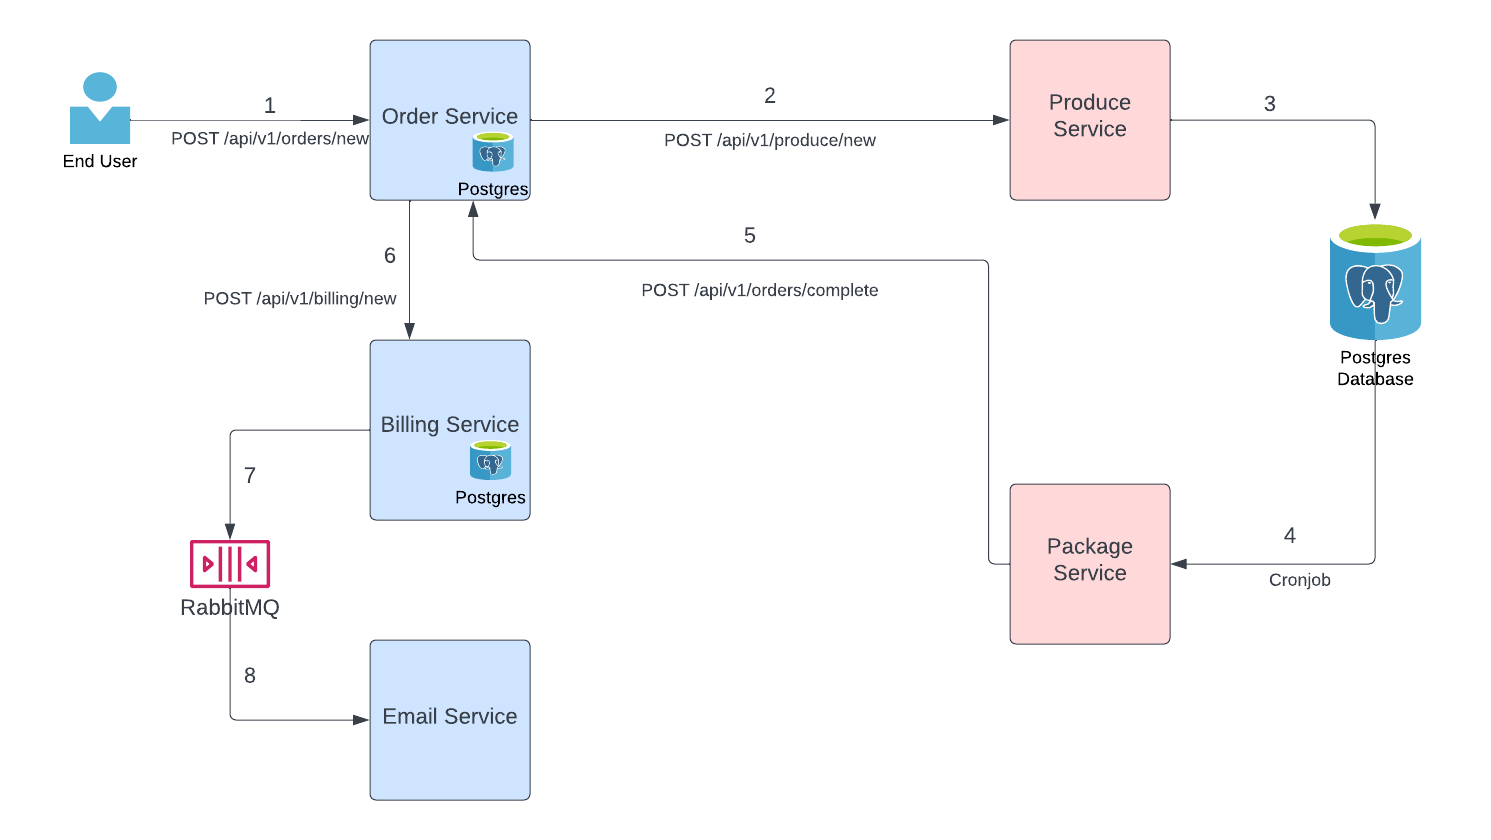 1
POST /api/v1/orders/new
End User
Order Service
Postgres
2
POST /api/v1/produce/new
Produce
Service
3
Postgres
Database
4
Cronjob
Package
Service
5
POST /api/v1/orders/complete
6
POST /api/v1/billing/new
Billing Service
Postgres
7
RabbitMQ
8
Email Service